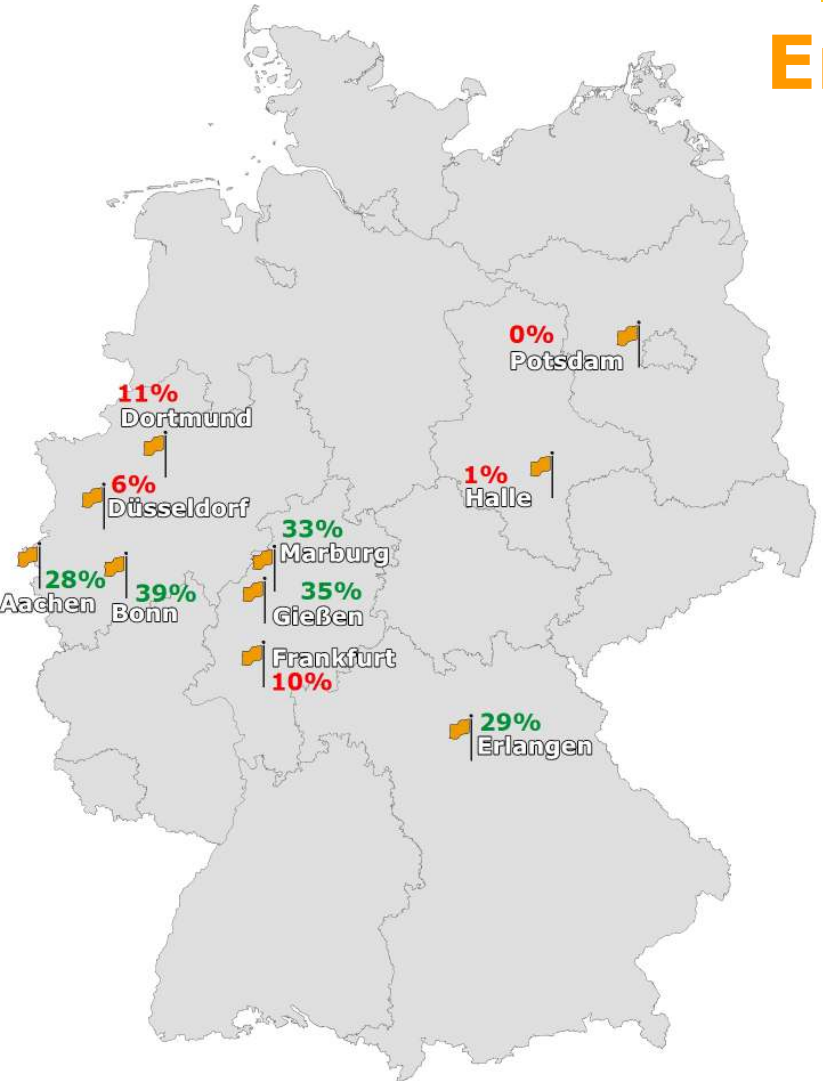 0%
Potsdam
11%
Dortmund
1%
Halle
6%
Düsseldorf
33%
Marburg
28%
Aachen
39%
Bonn
35%
Gießen
Frankfurt
10%
29%
Erlangen